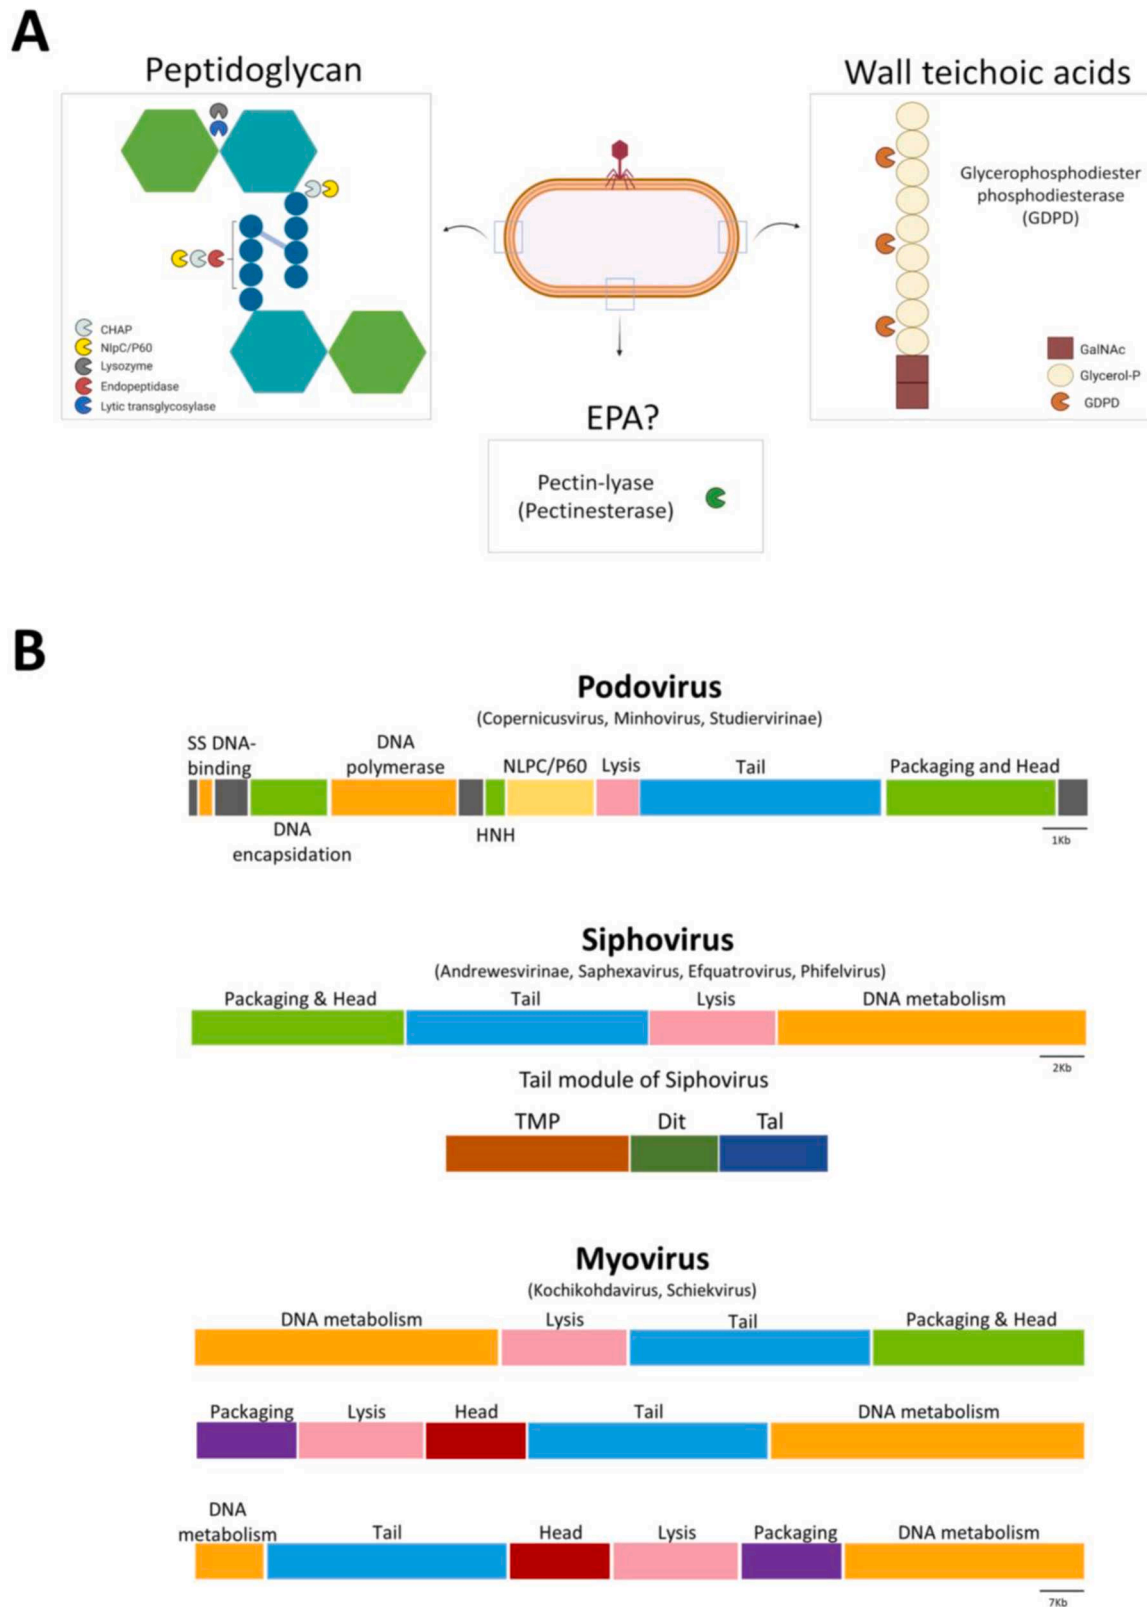 A
Peptidoglycan
CHAP
NlpC/P60
Lysozyme
Endopeptidase
Lytic transglycosylase
Wall teichoic acids
Glycerophosphodiester
phosphodiesterase
(GDPD)
GalNAc
Glycerol-P
GDPD
EPA?
Pectin-lyase
(Pectinesterase)
B
Podovirus
(Copernicusvirus, Minhovirus, Studiervirinae)
SS DNA-
binding
DNA
polymerase
NLPC/P60
Lysis
Tail
Packaging and Head
DNA
encapsidation
HNH
1Kb
Siphovirus
(Andrewesvirinae, Saphexavirus, Efquatrovirus, Phifelvirus)
Packaging & Head
Tail
Lysis
DNA metabolism
2Kb
Tail module of Siphovirus
TMP
Dit
Tal
Myovirus
(Kochikohdavirus, Schiekvirus)
DNA metabolism
Lysis
Tail
Packaging & Head
Packaging
Lysis
Head
Tail
DNA metabolism
DNA
metabolism
Tail
Head
Lysis
Packaging
DNA metabolism
7Kb